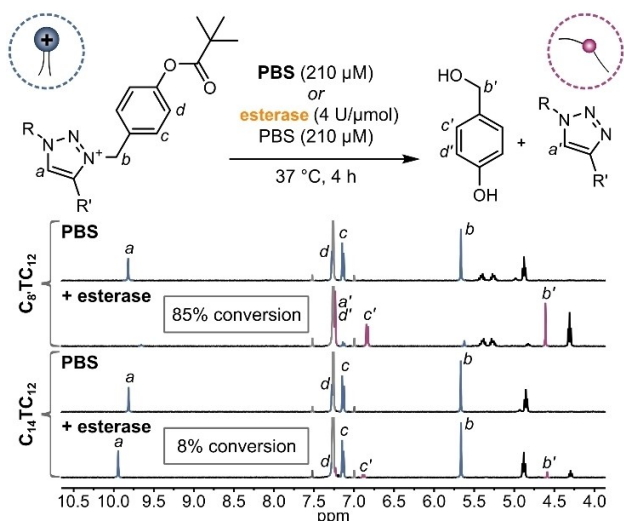 +
O
O
d
c
R
N
N
N+
a
b
R'
PBS (210 µM)
or
esterase (4 U/µmol)
PBS (210 µM)
37 °C, 4 h
HO
b'
c'
d'
OH
+
R
N
N
N
a'
R'
C8'TC12
PBS
a
d
c
b
+ esterase
85% conversion
a'
d'
c'
b'
C14TC12
PBS
a
d
c
b
+ esterase
a
8% conversion
d
c
c'
b
b'
10.5 10.0 9.5 9.0 8.5 8.0 7.5 7.0 6.5 6.0 5.5 5.0 4.5 4.0
ppm